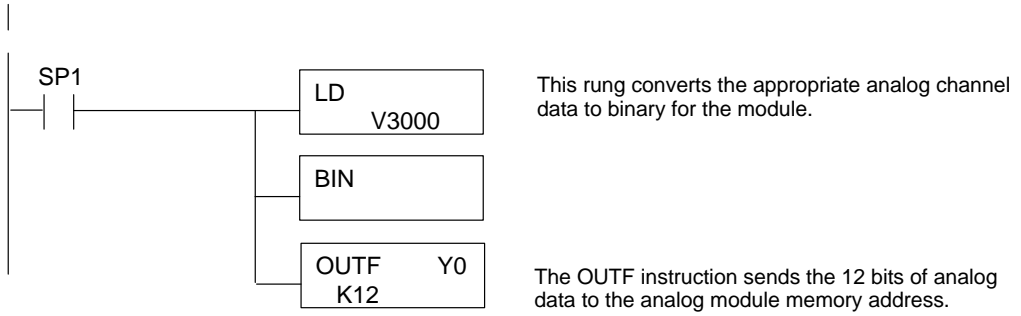 SP1
LD
V3000
This rung converts the appropriate analog channel
data to binary for the module.
BIN
OUTF Y0
K12
The OUTF instruction sends the 12 bits of analog
data to the analog module memory address.